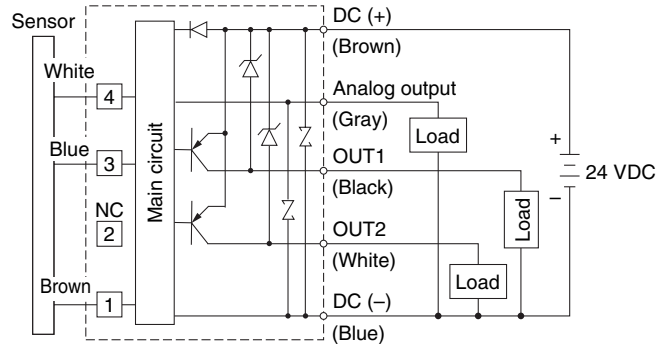 Sensor
DC (+)
(Brown)
White
4
Analog output
(Gray)
Load
Main circuit
Blue
3
OUT1
(Black)
+
24 VDC
−
NC
2
Load
OUT2
(White)
Load
Brown
1
DC (−)
(Blue)